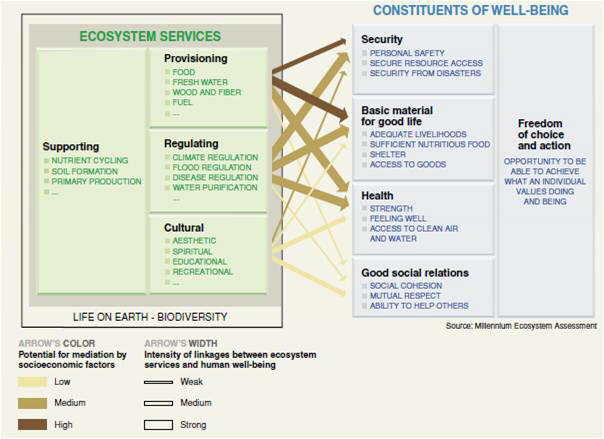 CONSTITUENTS OF WELL-BEING
ECOSYSTEM SERVICES
Provisioning
FOOD
FRESH WATER
WOOD AND FIBER
FUEL
...
Supporting
NUTRIENT CYCLING
SOIL FORMATION
PRIMARY PRODUCTION
...
Regulating
CLIMATE REGULATION
FLOOD REGULATION
DISEASE REGULATION
WATER PURIFICATION
...
Cultural
AESTHETIC
SPIRITUAL
EDUCATIONAL
RECREATIONAL
...
LIFE ON EARTH - BIODIVERSITY
Security
PERSONAL SAFETY
SECURE RESOURCE ACCESS
SECURITY FROM DISASTERS
Basic material
for good life
ADEQUATE LIVELIHOODS
SUFFICIENT NUTRITIOUS FOOD
SHELTER
ACCESS TO GOODS
Health
STRENGTH
FEELING WELL
ACCESS TO CLEAN AIR
AND WATER
Good social relations
SOCIAL COHESION
MUTUAL RESPECT
ABILITY TO HELP OTHERS
Freedom
of choice
and action
OPPORTUNITY TO BE
ABLE TO ACHIEVE
WHAT AN INDIVIDUAL
VALUES DOING
AND BEING
Source: Millennium Ecosystem Assessment
ARROW'S COLOR
Potential for mediation by
socioeconomic factors
Low
Medium
High
ARROW'S WIDTH
Intensity of linkages between ecosystem
services and human well-being
Weak
Medium
Strong